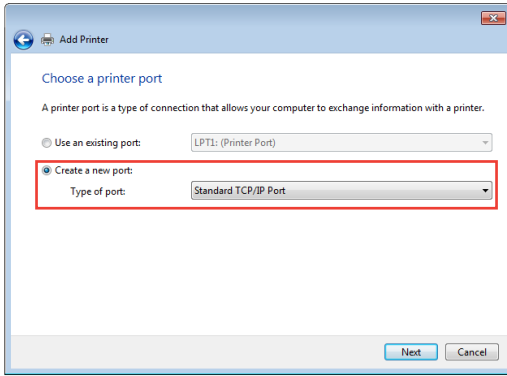 Add Printer
Choose a printer port
A printer port is a type of connection that allows your computer to exchange information with a printer.
Use an existing port: LPT1: (Printer Port)
Create a new port:
Type of port: Standard TCP/IP Port
Next Cancel